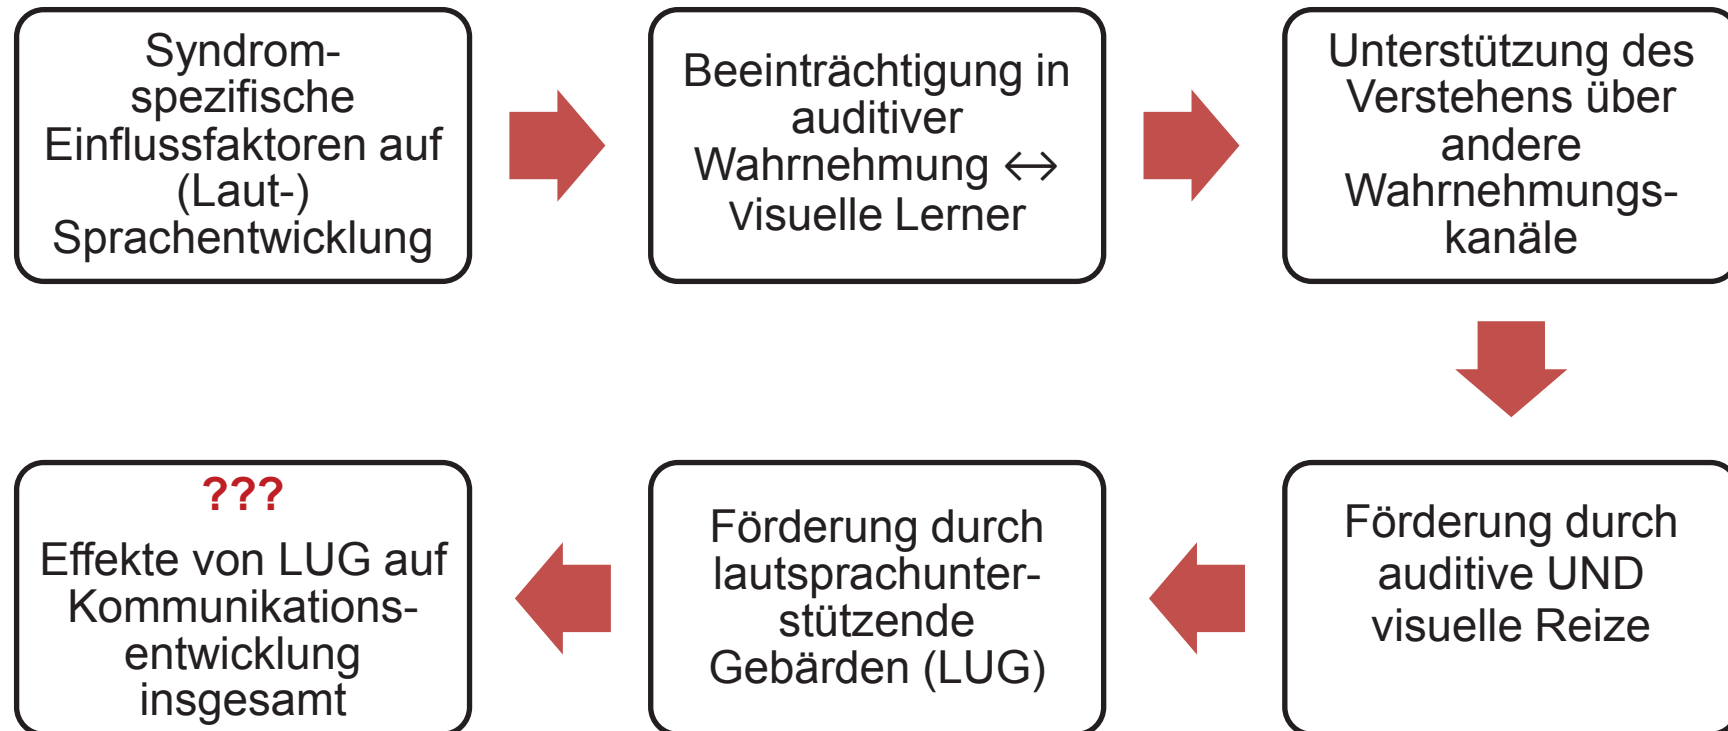 Syndrom-
spezifische
Einflussfaktoren auf
(Laut-)
Sprachentwicklung
Beeinträchtigung in
auditiver
Wahrnehmung ↔
visuelle Lerner
Unterstützung des
Verstehens über
andere
Wahrnehmungs-
kanäle
Förderung durch
auditive UND
visuelle Reize
Förderung durch
lautsprachunter-
stützende
Gebärden (LUG)
???
Effekte von LUG auf
Kommunikations-
entwicklung
insgesamt